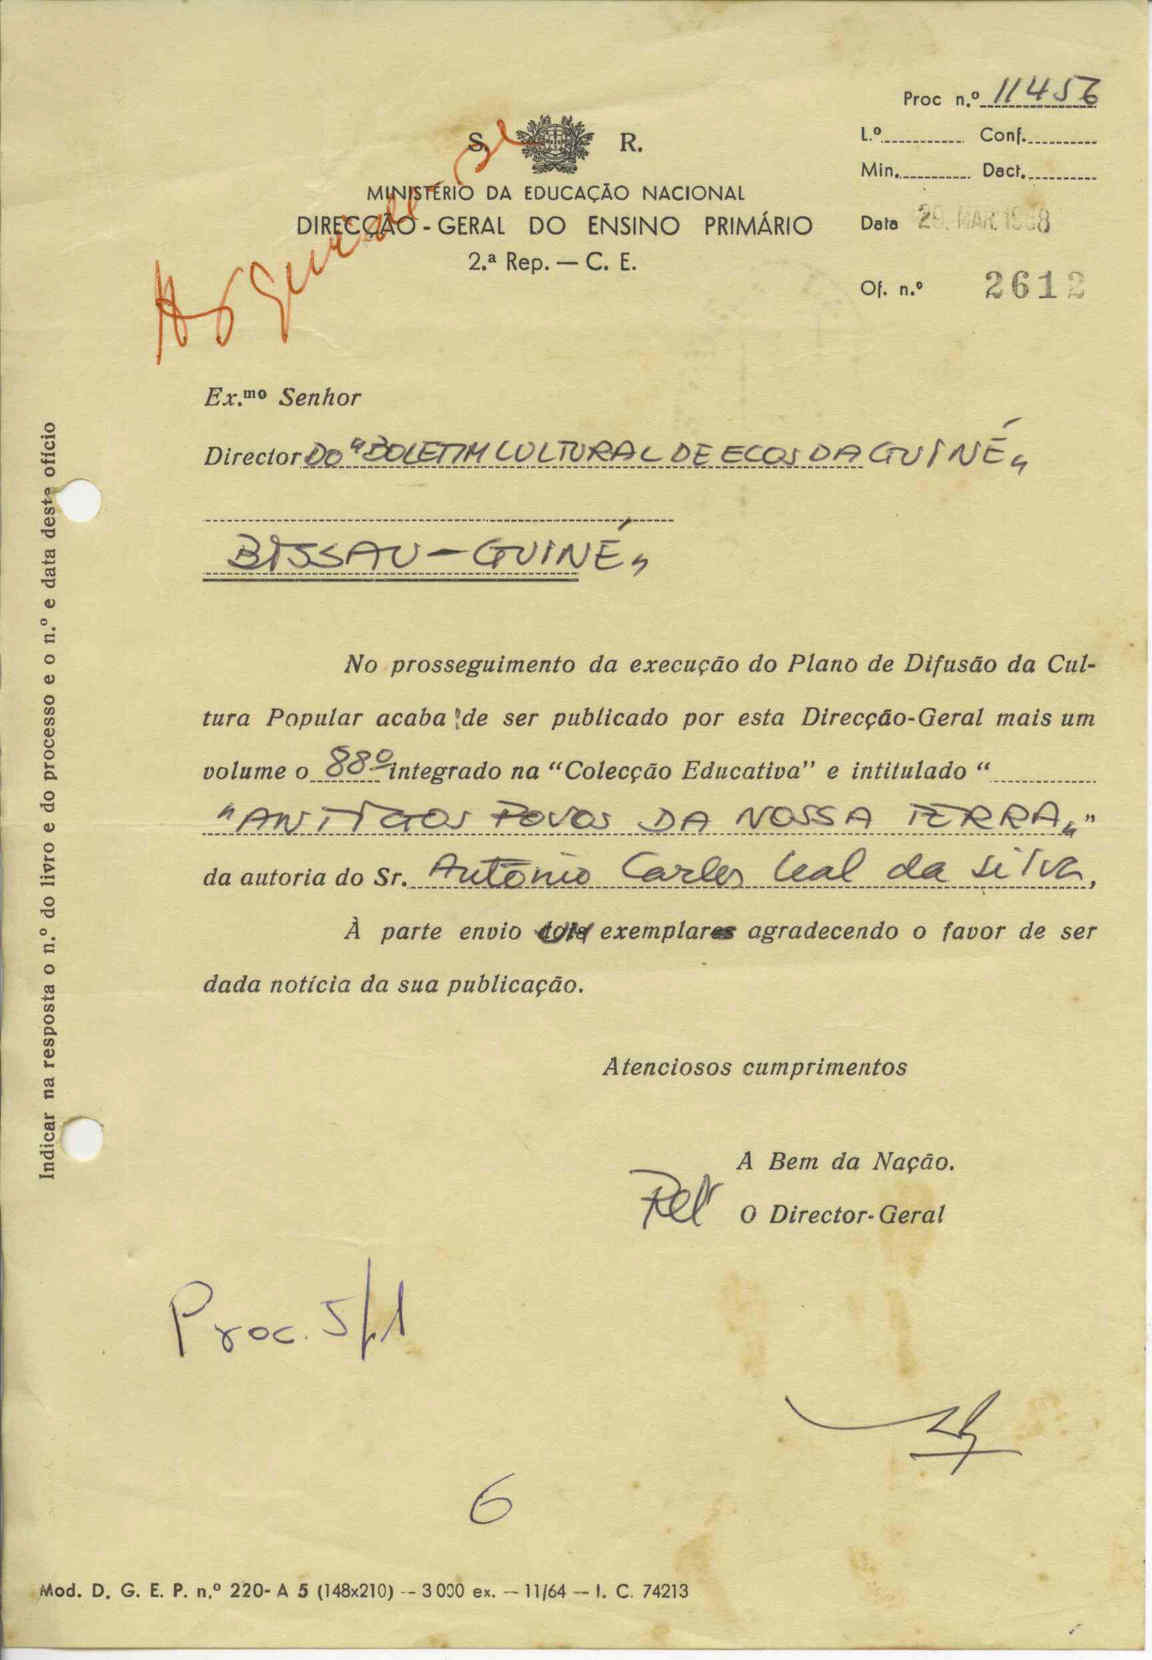 Proc n.º 11456
S. R.
L.º Conf.
Min. Dact.
MINISTÉRIO DA EDUCAÇÃO NACIONAL
DIRECÇÃO-GERAL DO ENSINO PRIMÁRIO
Data 29. MAR. 1968
2.ª Rep. — C. E.
Of. n.º 2612
Ex.mo Senhor
Director DO "BOLETIM CULTURAL DE ECOS DA GUINÉ"
BISSAU - GUINÉ"
No prosseguimento da execução do Plano de Difusão da Cul-
tura Popular acaba de ser publicado por esta Direcção-Geral mais um
volume o 88º integrado na "Colecção Educativa" e intitulado "
"ANTIGOS POVOS DA NOSSA TERRA""
da autoria do Sr. António Carlos Leal da Silva,
À parte envio exemplar agradecendo o favor de ser
dada notícia da sua publicação.
Atenciosos cumprimentos
A Bem da Nação.
O Director-Geral
Proc. 5/1
6
Mod. D. G. E. P. n.º 220-A 5 (148x210) -- 3 000 ex. -- 11/64 -- I. C. 74213
Indicar na resposta o n.º do livro e do processo e o n.º e data deste ofício